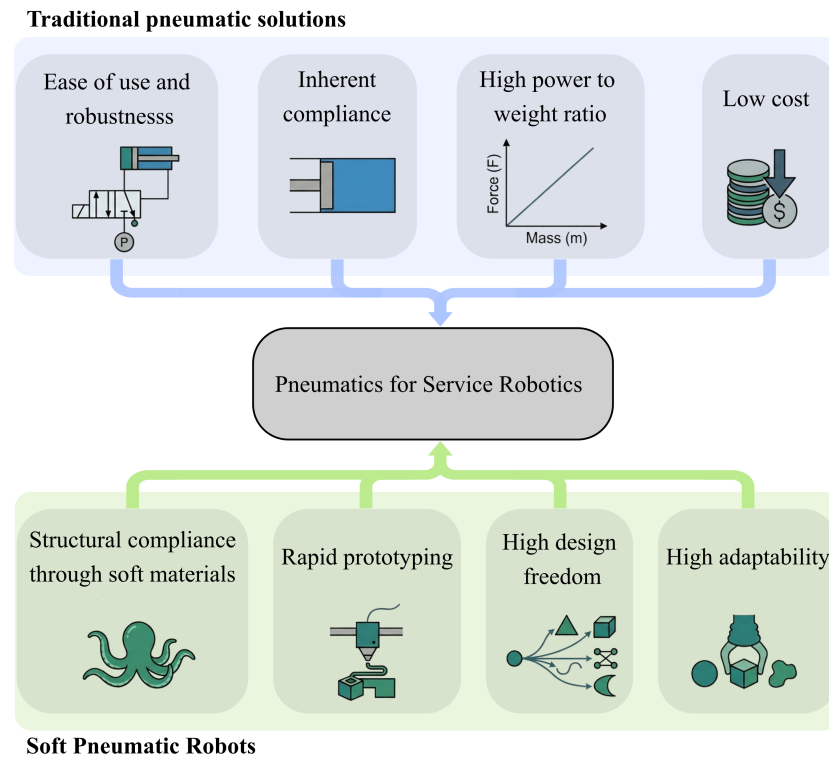 Traditional pneumatic solutions
Ease of use and
robustnesss
P
Inherent
compliance
High power to
weight ratio
Force (F)
Mass (m)
Low cost
$
Pneumatics for Service Robotics
Structural compliance
through soft materials
Rapid prototyping
High design
freedom
High adaptability
Soft Pneumatic Robots